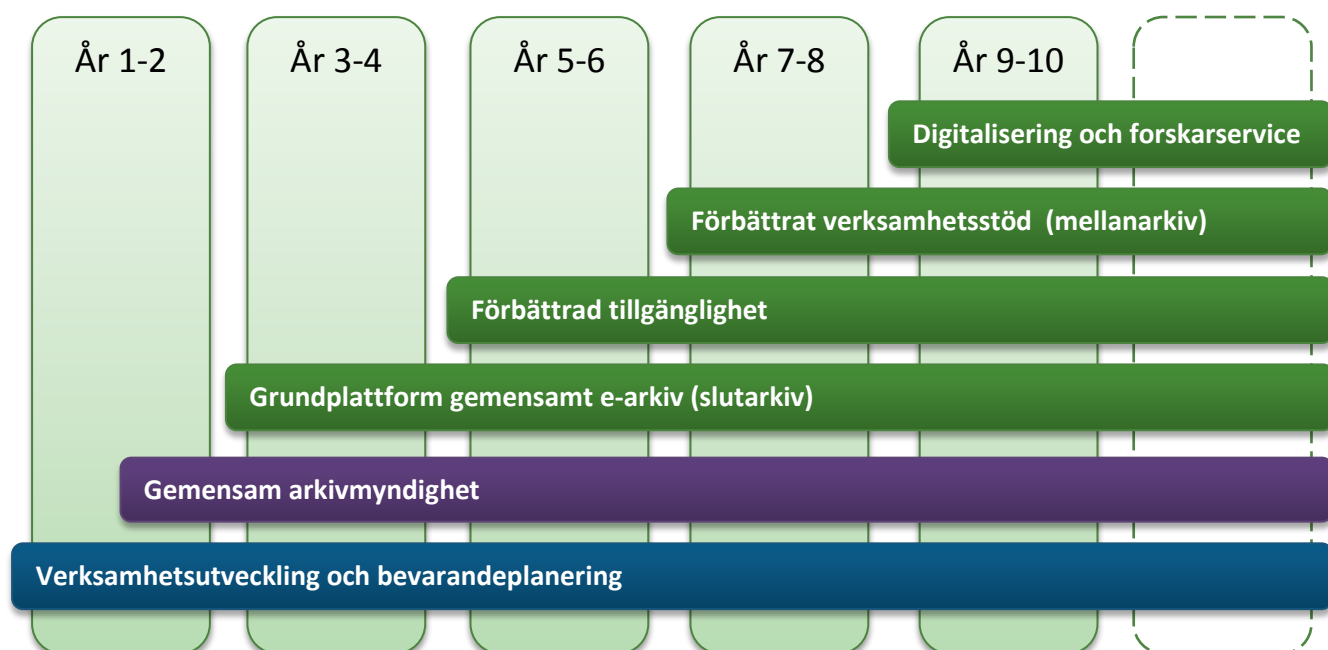 År 1-2
År 3-4
År 5-6
År 7-8
År 9-10
Digitalisering och forskarservice
Förbättrat verksamhetsstöd (mellanarkiv)
Förbättrad tillgänglighet
Grundplattform gemensamt e-arkiv (slutarkiv)
Gemensam arkivmyndighet
Verksamhetsutveckling och bevarandeplanering